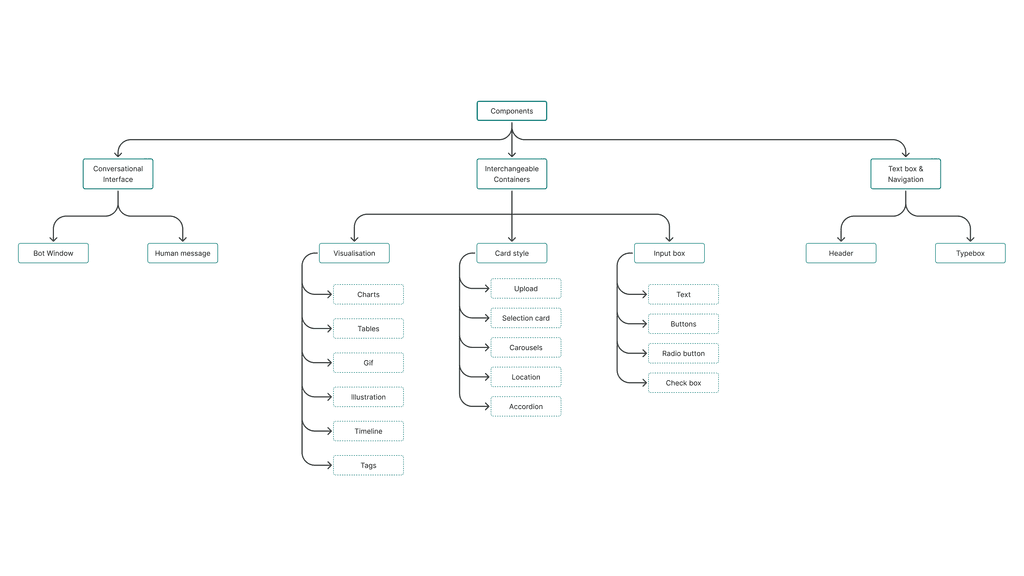 Components
Conversational
Interface
Interchangeable
Containers
Text box &
Navigation
Bot Window
Human message
Visualisation
Card style
Input box
Header
Typebox
Charts
Tables
Gif
Illustration
Timeline
Tags
Upload
Selection card
Carousels
Location
Accordion
Text
Buttons
Radio button
Check box